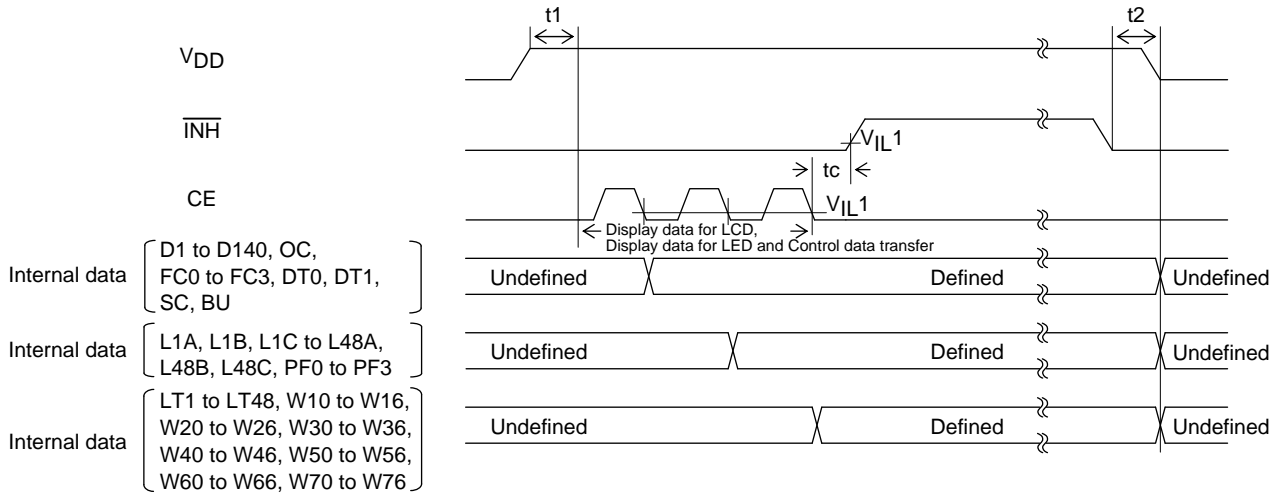 t1
t2
VDD
INH
VIL1
tc
CE
VIL1
Display data for LCD,
Display data for LED and Control data transfer
Internal data
D1 to D140, OC,
FC0 to FC3, DT0, DT1,
SC, BU
Undefined
Defined
Undefined
Internal data
L1A, L1B, L1C to L48A,
L48B, L48C, PF0 to PF3
Undefined
Defined
Undefined
Internal data
LT1 to LT48, W10 to W16,
W20 to W26, W30 to W36,
W40 to W46, W50 to W56,
W60 to W66, W70 to W76
Undefined
Defined
Undefined